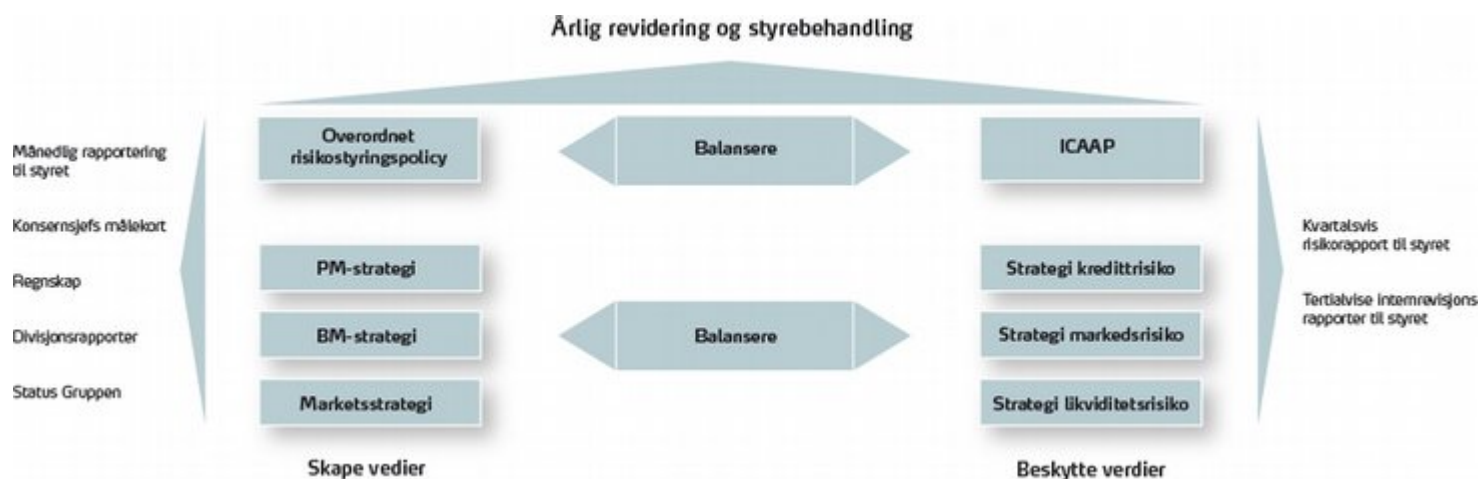 Årlig revidering og styrebehandling
Månedlig rapportering
til styret
Konsernsjefs målekort
Regnskap
Divisjonsrapporter
Status Gruppen
Overordnet
risikostyringspolicy
PM-strategi
BM-strategi
Marketsstrategi
Skape vedier
Balansere
Balansere
ICAAP
Strategi kredittrisiko
Strategi markedsrisiko
Strategi likviditetsrisiko
Beskytte verdier
Kvartalsvis
risikorapport til styret
Tertialvise internrevisjons
rapporter til styret